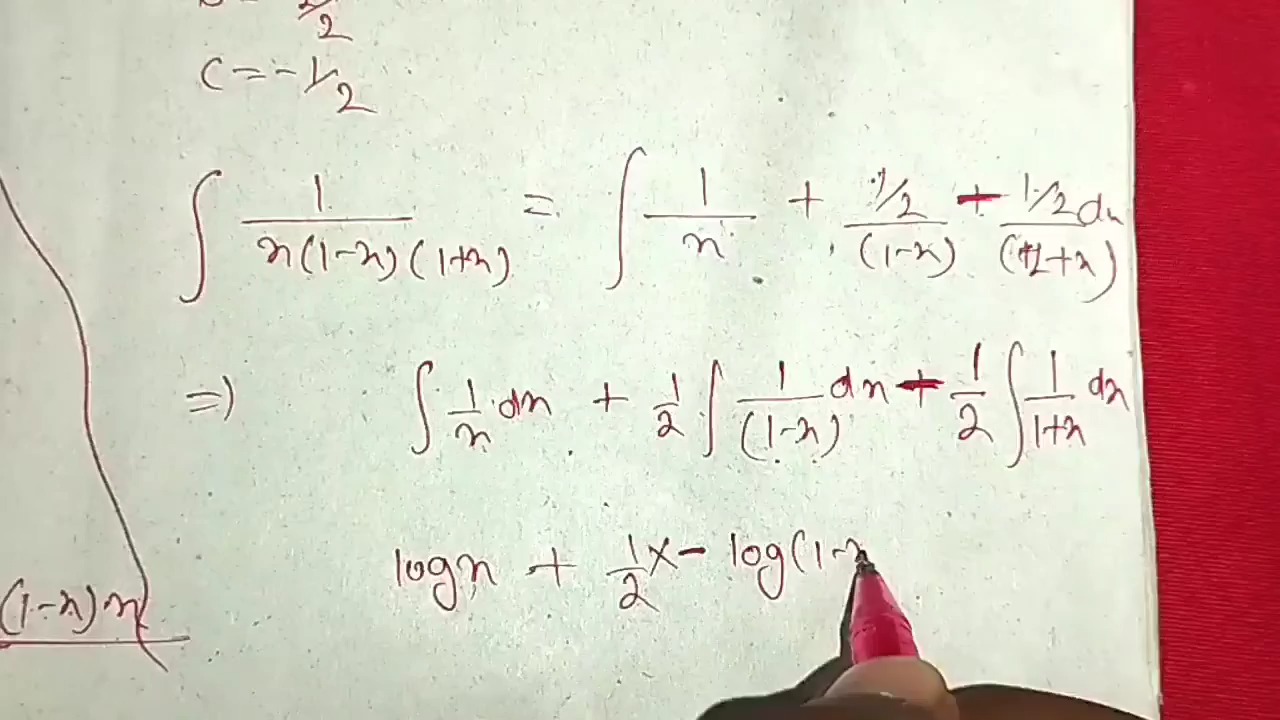 C = -1/2
∫ 1/(x(1-x)(1+x)) = ∫ 1/x + (1/2)/(1-x) - (1/2)/(1+x) dx
⇒) ∫ 1/x dx + 1/2 ∫ 1/(1-x) dx - 1/2 ∫ 1/(1+x) dx
log x + 1/2 × - log(1-x
(1-x)x